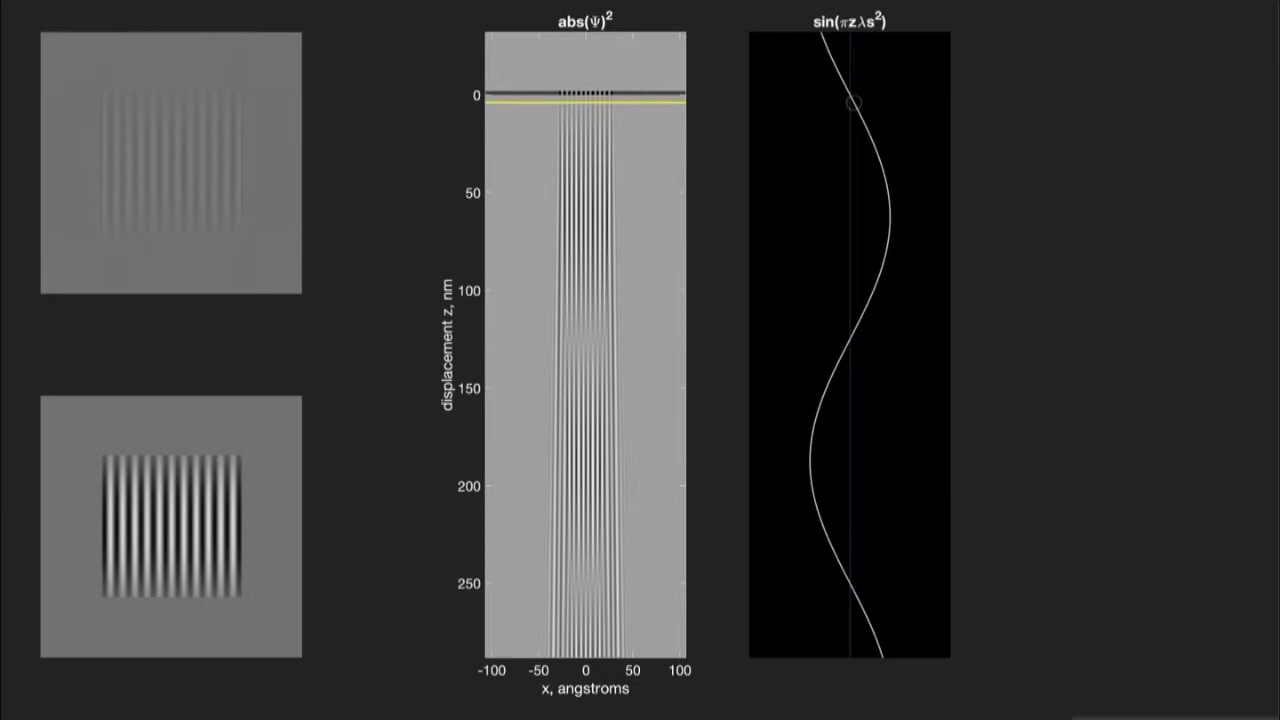 abs(Ψ)²
sin(πzλs²)
0
50
100
150
200
250
displacement z, nm
-100 -50 0 50 100
x, angstroms